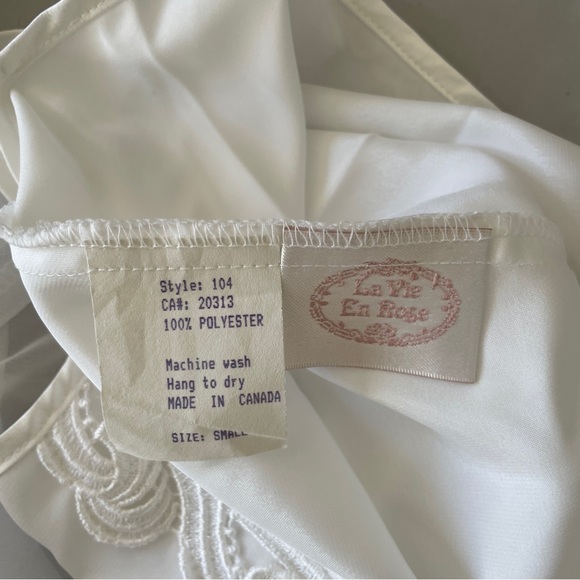 Style: 104
CA#: 20313
100% POLYESTER
Machine wash
Hang to dry
MADE IN CANADA
SIZE: SMALL
La Vie
En Rose